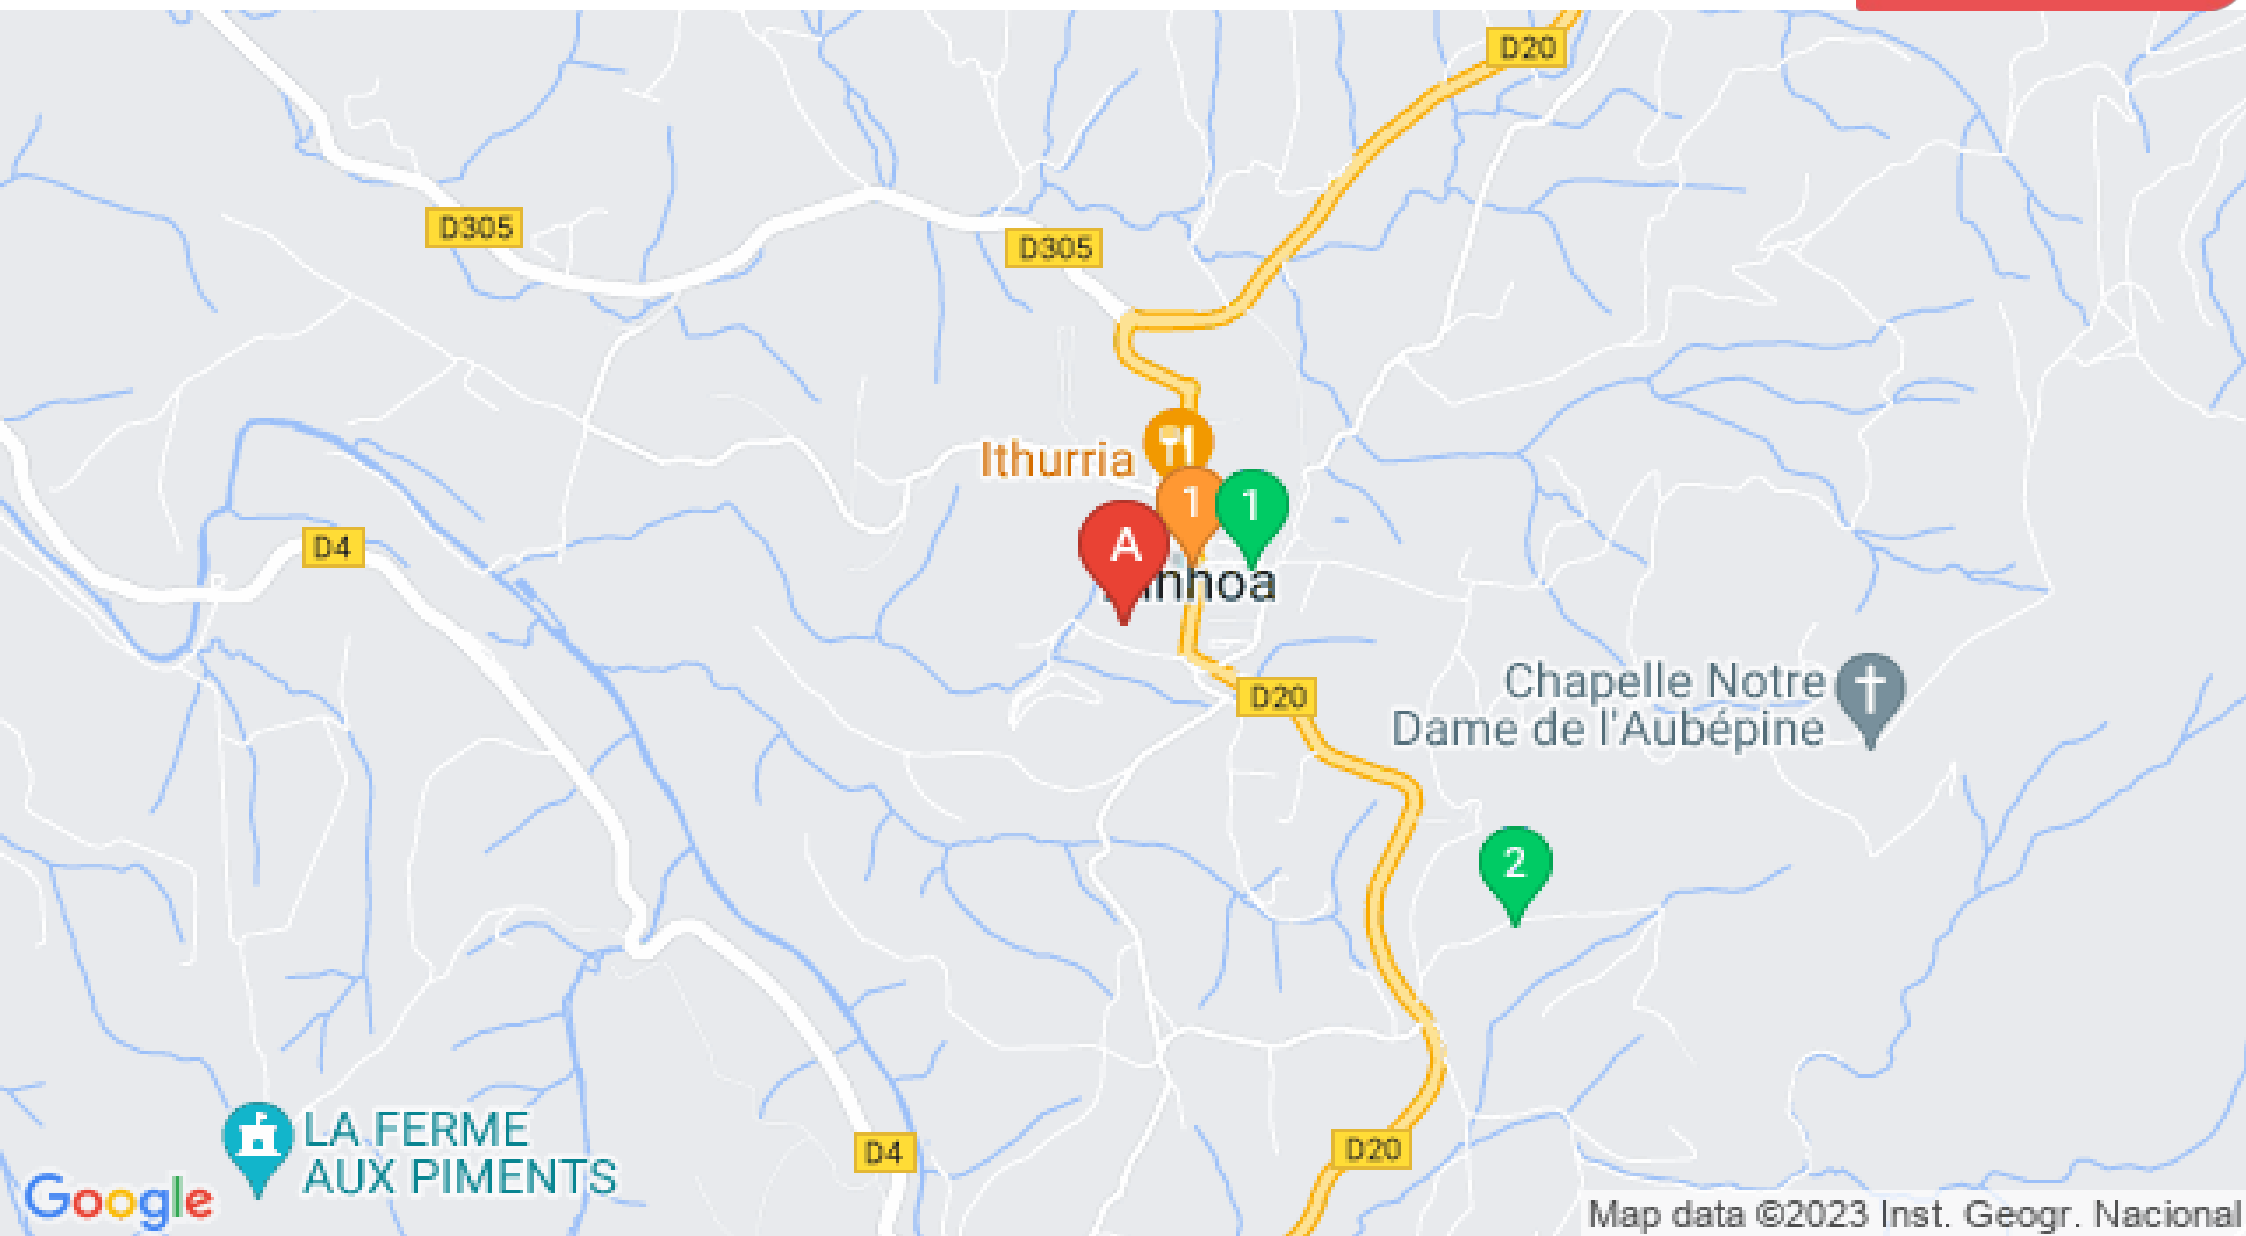 D20
D305
D305
Ithurria
1
1
A
nhoa
D4
D20
Chapelle Notre
Dame de l'Aubépine
2
LA FERME
AUX PIMENTS
D4
D20
Google
Map data ©2023 Inst. Geogr. Nacional